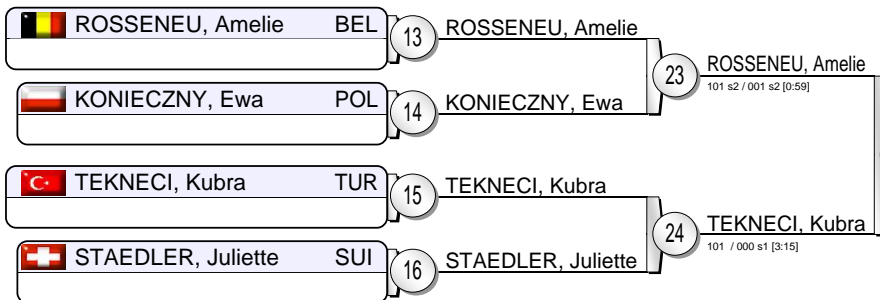 ROSSENEU, Amelie BEL
13
ROSSENEU, Amelie
KONIECZNY, Ewa POL
14
KONIECZNY, Ewa
23
ROSSENEU, Amelie
101 s2 / 001 s2 [0:59]
TEKNECI, Kubra TUR
15
TEKNECI, Kubra
STAEDLER, Juliette SUI
16
STAEDLER, Juliette
24
TEKNECI, Kubra
101 / 000 s1 [3:15]